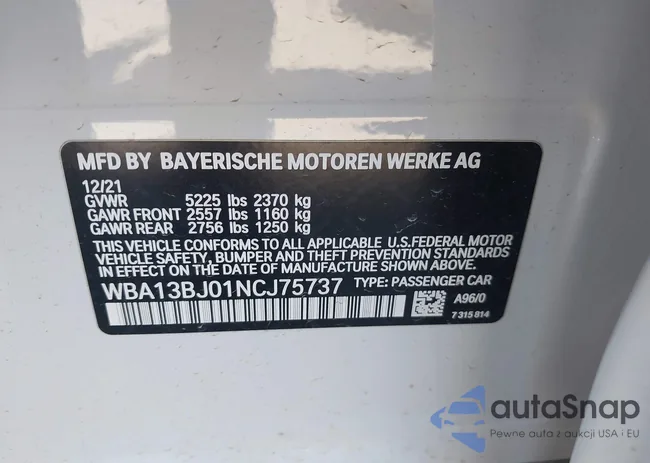 MFD BY BAYERISCHE MOTOREN WERKE AG
12/21
GVWR 5225 lbs 2370 kg
GAWR FRONT 2557 lbs 1160 kg
GAWR REAR 2756 lbs 1250 kg
THIS VEHICLE CONFORMS TO ALL APPLICABLE U.S.FEDERAL MOTOR
VEHICLE SAFETY, BUMPER AND THEFT PREVENTION STANDARDS
IN EFFECT ON THE DATE OF MANUFACTURE SHOWN ABOVE.
WBA13BJ01NCJ75737 TYPE: PASSENGER CAR
A96/0
7 315 814
autaSnap
Pewne auta z aukcji USA i EU